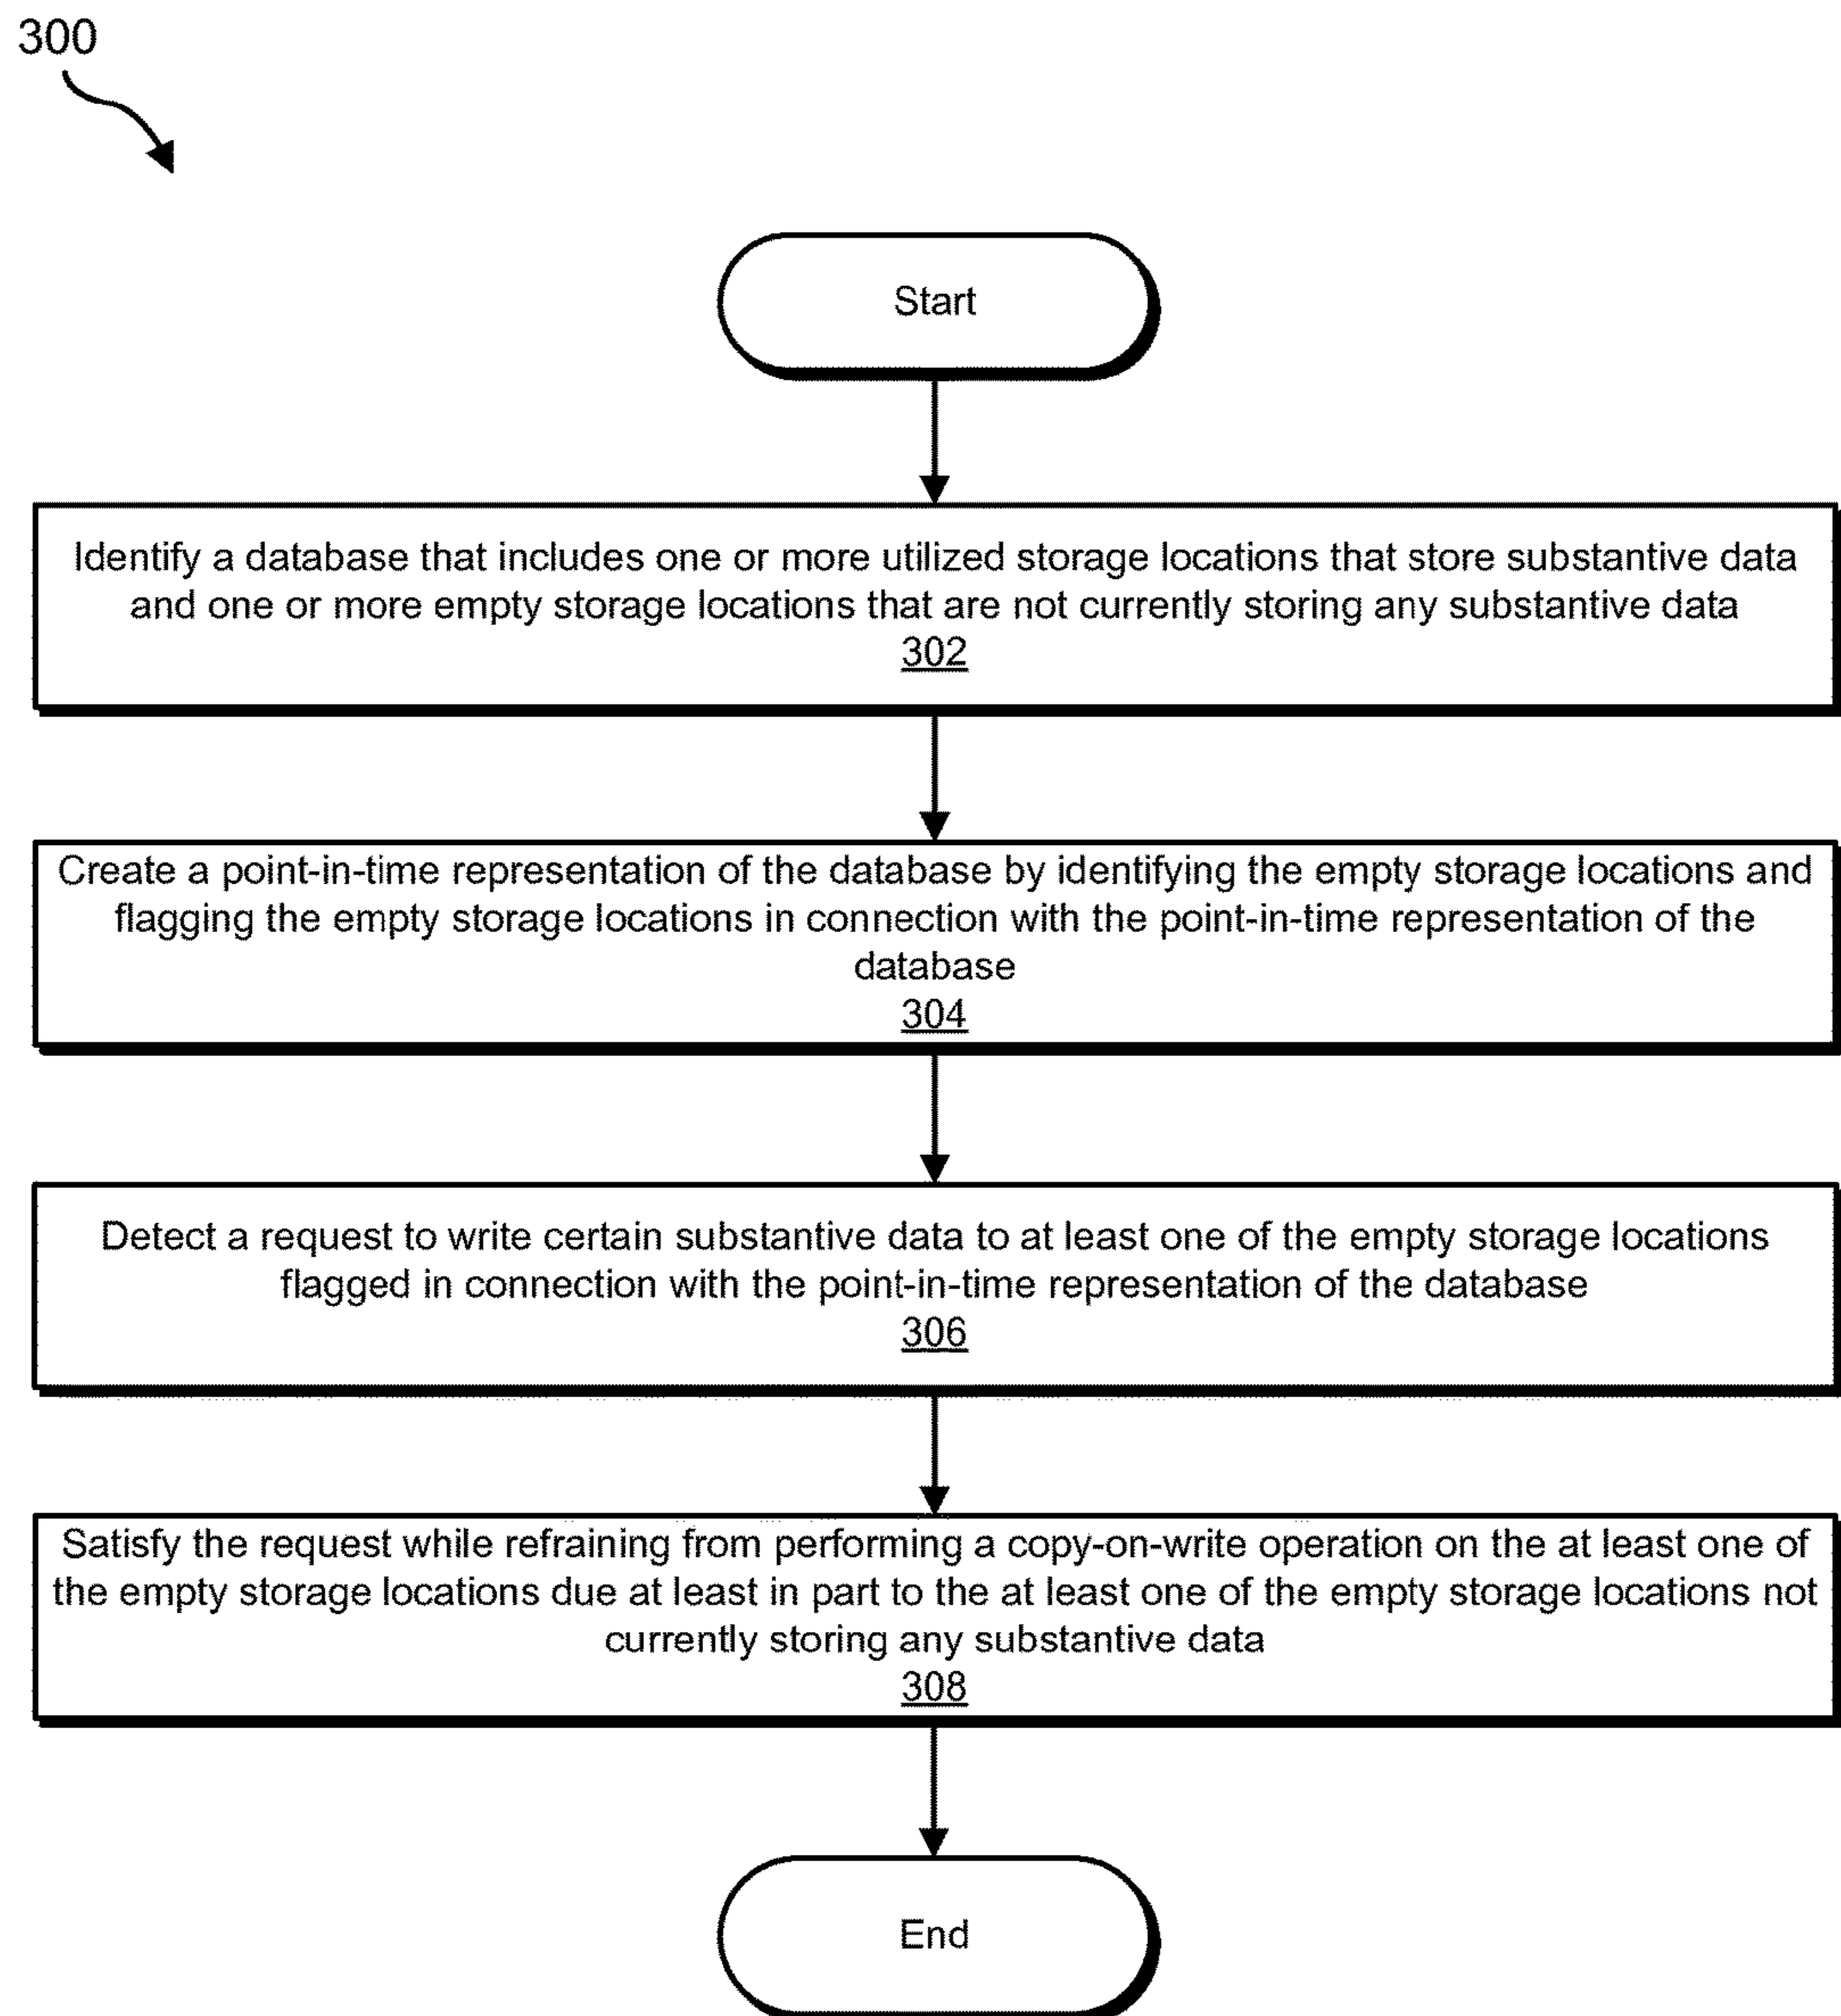 300
Start
Identify a database that includes one or more utilized storage locations that store substantive data
and one or more empty storage locations that are not currently storing any substantive data
302
Create a point-in-time representation of the database by identifying the empty storage locations and
flagging the empty storage locations in connection with the point-in-time representation of the
database
304
Detect a request to write certain substantive data to at least one of the empty storage locations
flagged in connection with the point-in-time representation of the database
306
Satisfy the request while refraining from performing a copy-on-write operation on the at least one of
the empty storage locations due at least in part to the at least one of the empty storage locations not
currently storing any substantive data
308
End